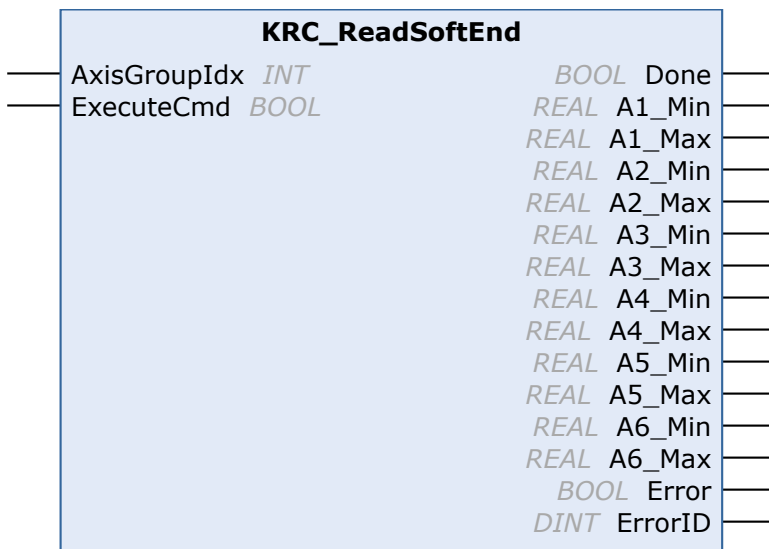 KRC_ReadSoftEnd
AxisGroupIdx INT BOOL Done
ExecuteCmd BOOL REAL A1_Min
REAL A1_Max
REAL A2_Min
REAL A2_Max
REAL A3_Min
REAL A3_Max
REAL A4_Min
REAL A4_Max
REAL A5_Min
REAL A5_Max
REAL A6_Min
REAL A6_Max
BOOL Error
DINT ErrorID